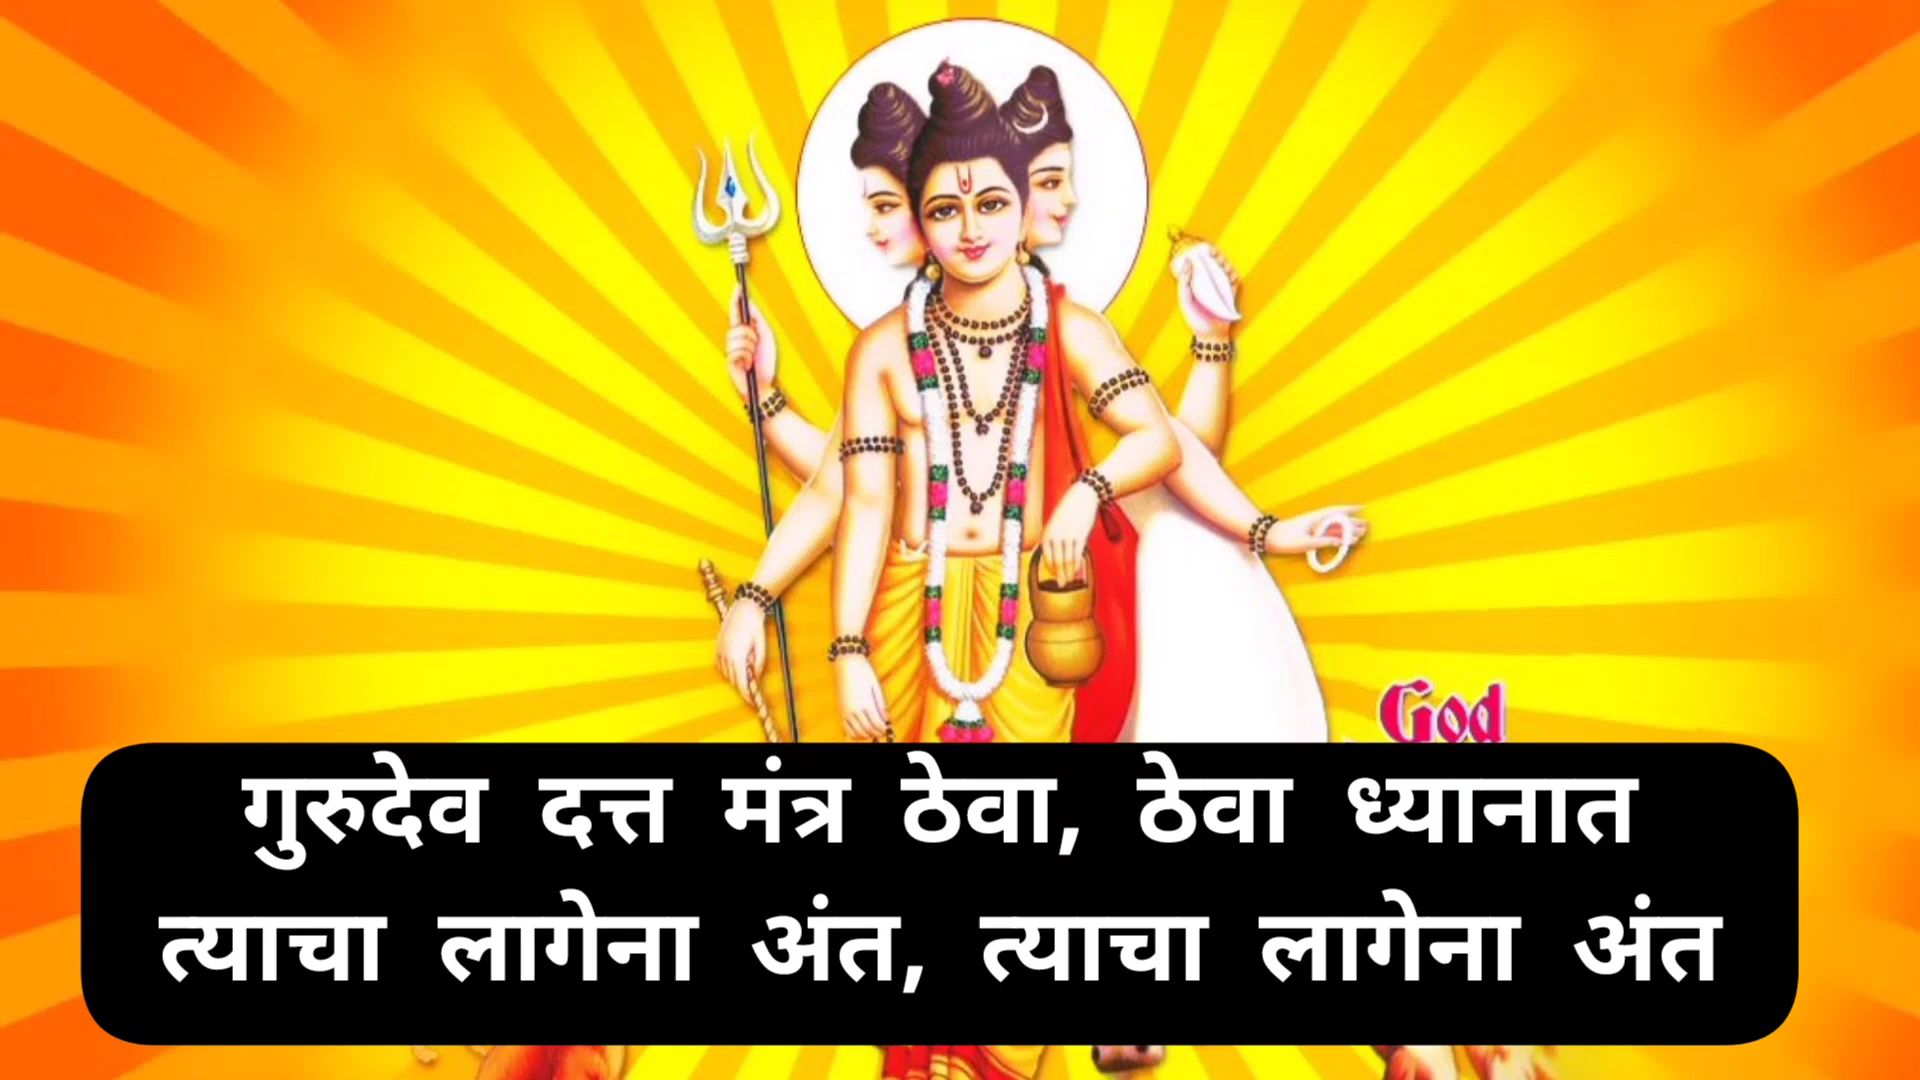 God
गुरुदेव दत्त मंत्र ठेवा, ठेवा ध्यानात
त्याचा लागेना अंत, त्याचा लागेना अंत